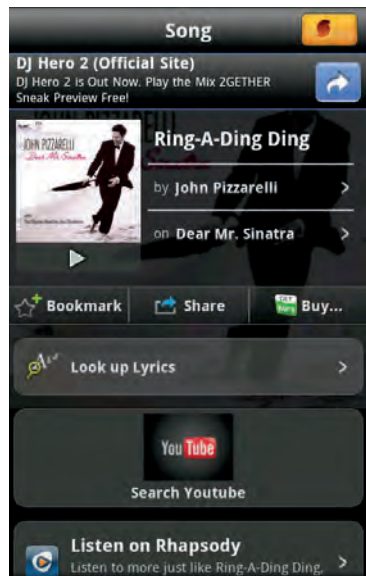 Song
DJ Hero 2 (Official Site)
DJ Hero 2 is Out Now. Play the Mix 2GETHER
Sneak Preview Free!
JOHN PIZZARELLI
Dear Mr. Sinatra
Ring-A-Ding Ding
by John Pizzarelli
on Dear Mr. Sinatra
Bookmark
Share
Buy...
Look up Lyrics
YouTube
Search Youtube
Listen on Rhapsody
Listen to more just like Ring-A-Ding Ding,